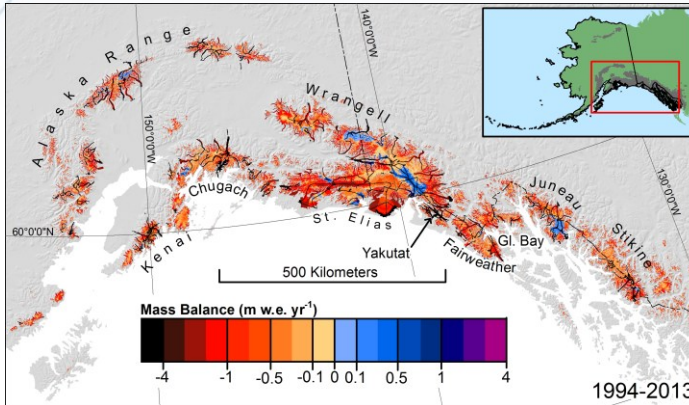 140°0'0"W
Alaska Range
Wrangell
150°0'0"W
130°0'0"W
Chugach
Juneau
St. Elias
Stikine
60°0'0"N
Kenai
Yakutat
Gl. Bay
Fairweather
500 Kilometers
Mass Balance (m w.e. yr-1)
-4 -1 -0.5 -0.1 0 0.1 0.5 1 4
1994-2013